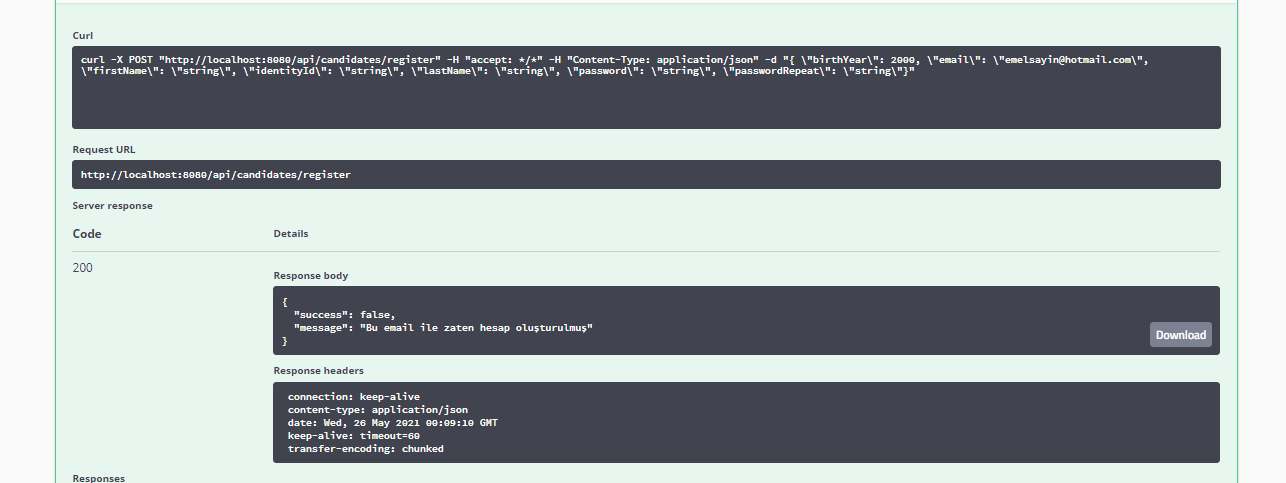 Curl
curl -X POST "http://localhost:8080/api/candidates/register" -H "accept: */*" -H "Content-Type: application/json" -d "{ \"birthYear\": 2000, \"email\": \"emelsayin@hotmail.com\",
\"firstName\": \"string\", \"identityId\": \"string\", \"lastName\": \"string\", \"password\": \"string\", \"passwordRepeat\": \"string\"}"
Request URL
http://localhost:8080/api/candidates/register
Server response
Code Details
200
Response body
{
"success": false,
"message": "Bu email ile zaten hesap oluşturulmuş"
}
Download
Response headers
connection: keep-alive
content-type: application/json
date: Wed, 26 May 2021 00:09:10 GMT
keep-alive: timeout=60
transfer-encoding: chunked
Responses